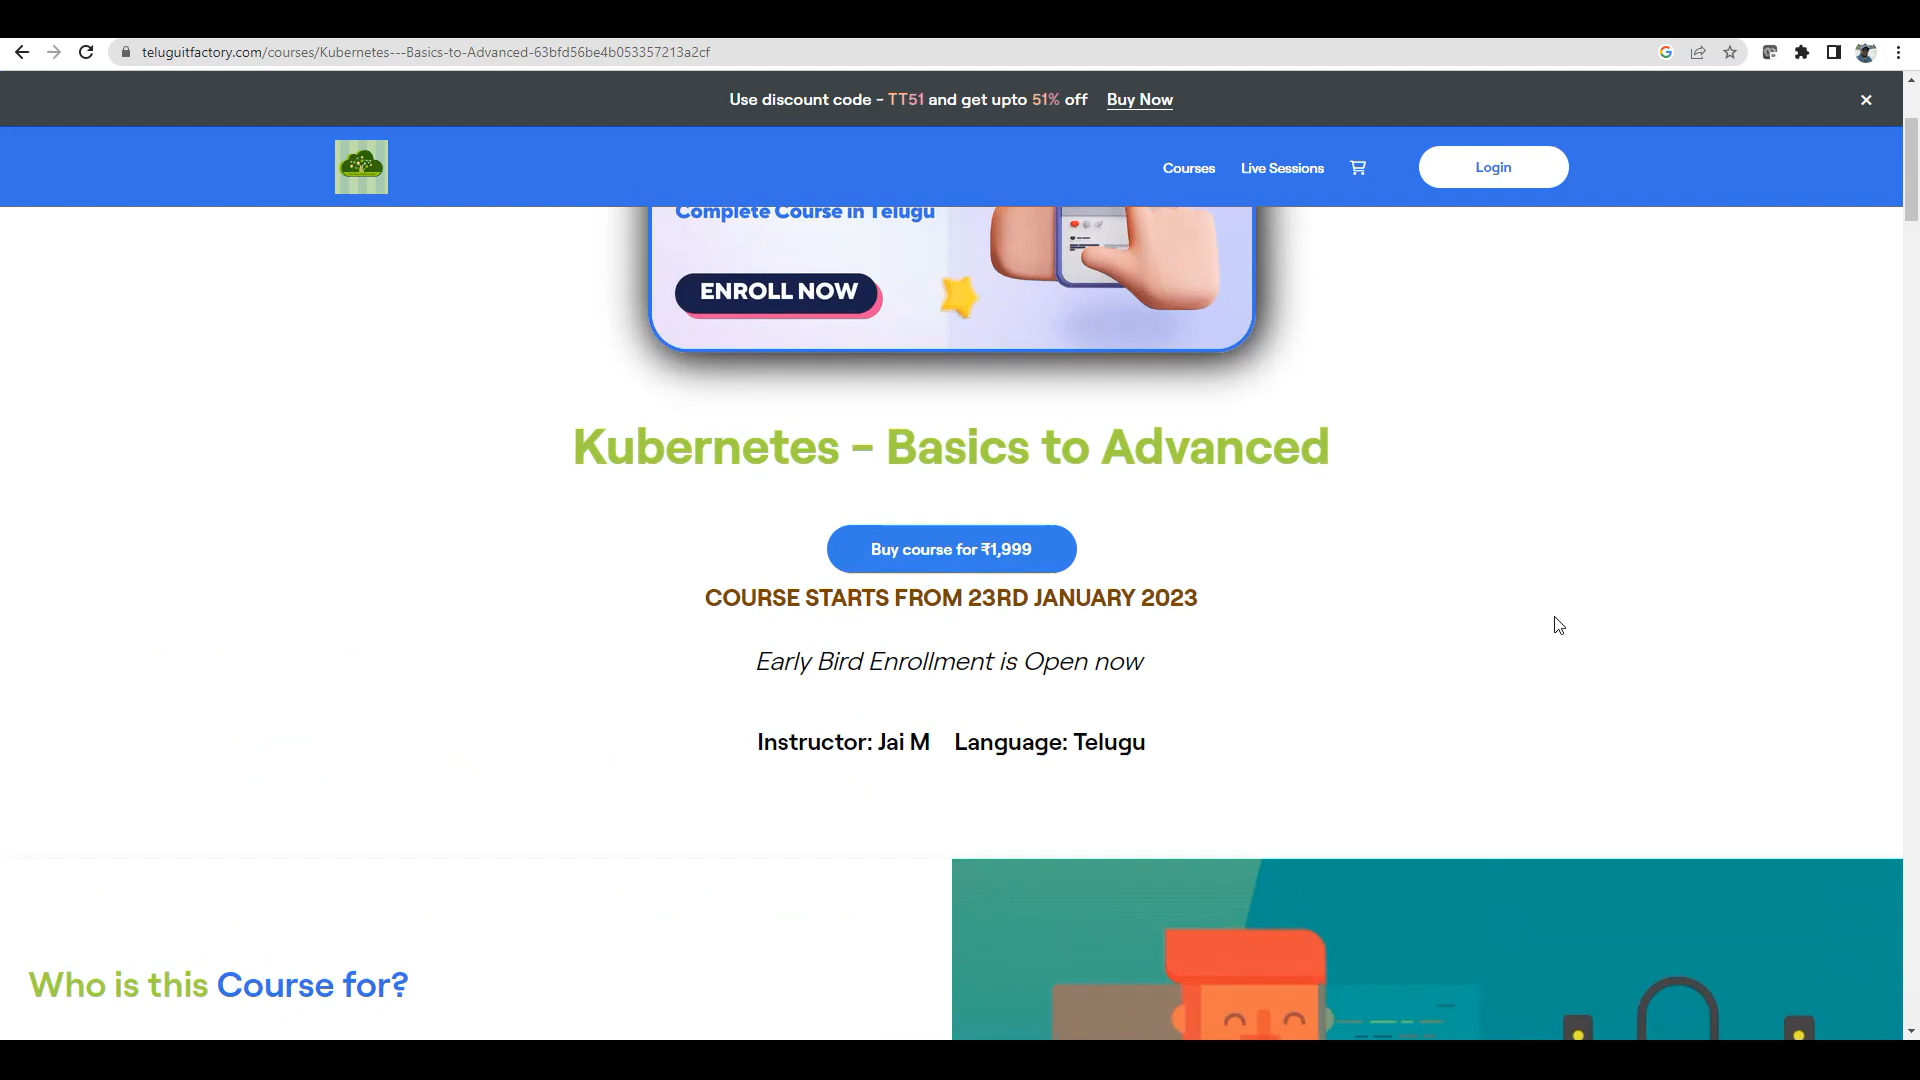 teluguitfactory.com/courses/Kubernetes---Basics-to-Advanced-63bfd56be4b053357213a2cf
Use discount code - TT51 and get upto 51% off Buy Now
Courses Live Sessions Login
Complete Course in Telugu
ENROLL NOW
Kubernetes - Basics to Advanced
Buy course for ₹1,999
COURSE STARTS FROM 23RD JANUARY 2023
Early Bird Enrollment is Open now
Instructor: Jai M Language: Telugu
Who is this Course for?